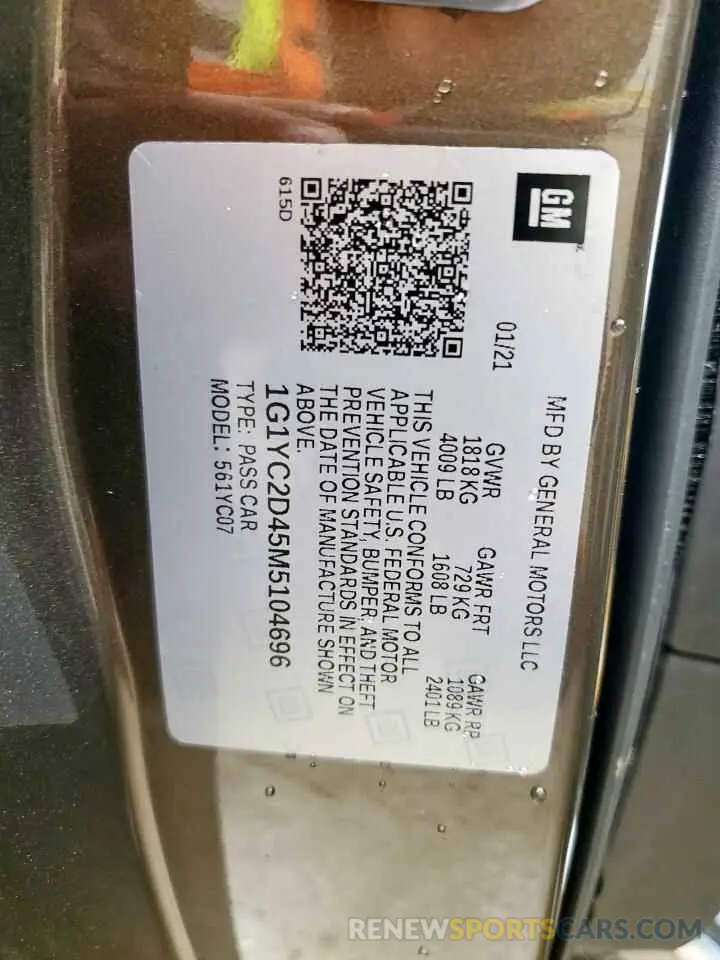 GM
MFD BY GENERAL MOTORS LLC
01/21
GVWR GAWR FRT GAWR RR
1818 KG 729 KG 1089 KG
4009 LB 1608 LB 2401 LB
THIS VEHICLE CONFORMS TO ALL
APPLICABLE U.S. FEDERAL MOTOR
VEHICLE SAFETY, BUMPER, AND THEFT
PREVENTION STANDARDS IN EFFECT ON
THE DATE OF MANUFACTURE SHOWN
ABOVE.
1G1YC2D45M5104696
TYPE: PASS CAR
MODEL: 561YC07
615D
RENEWSPORTSCARS.COM